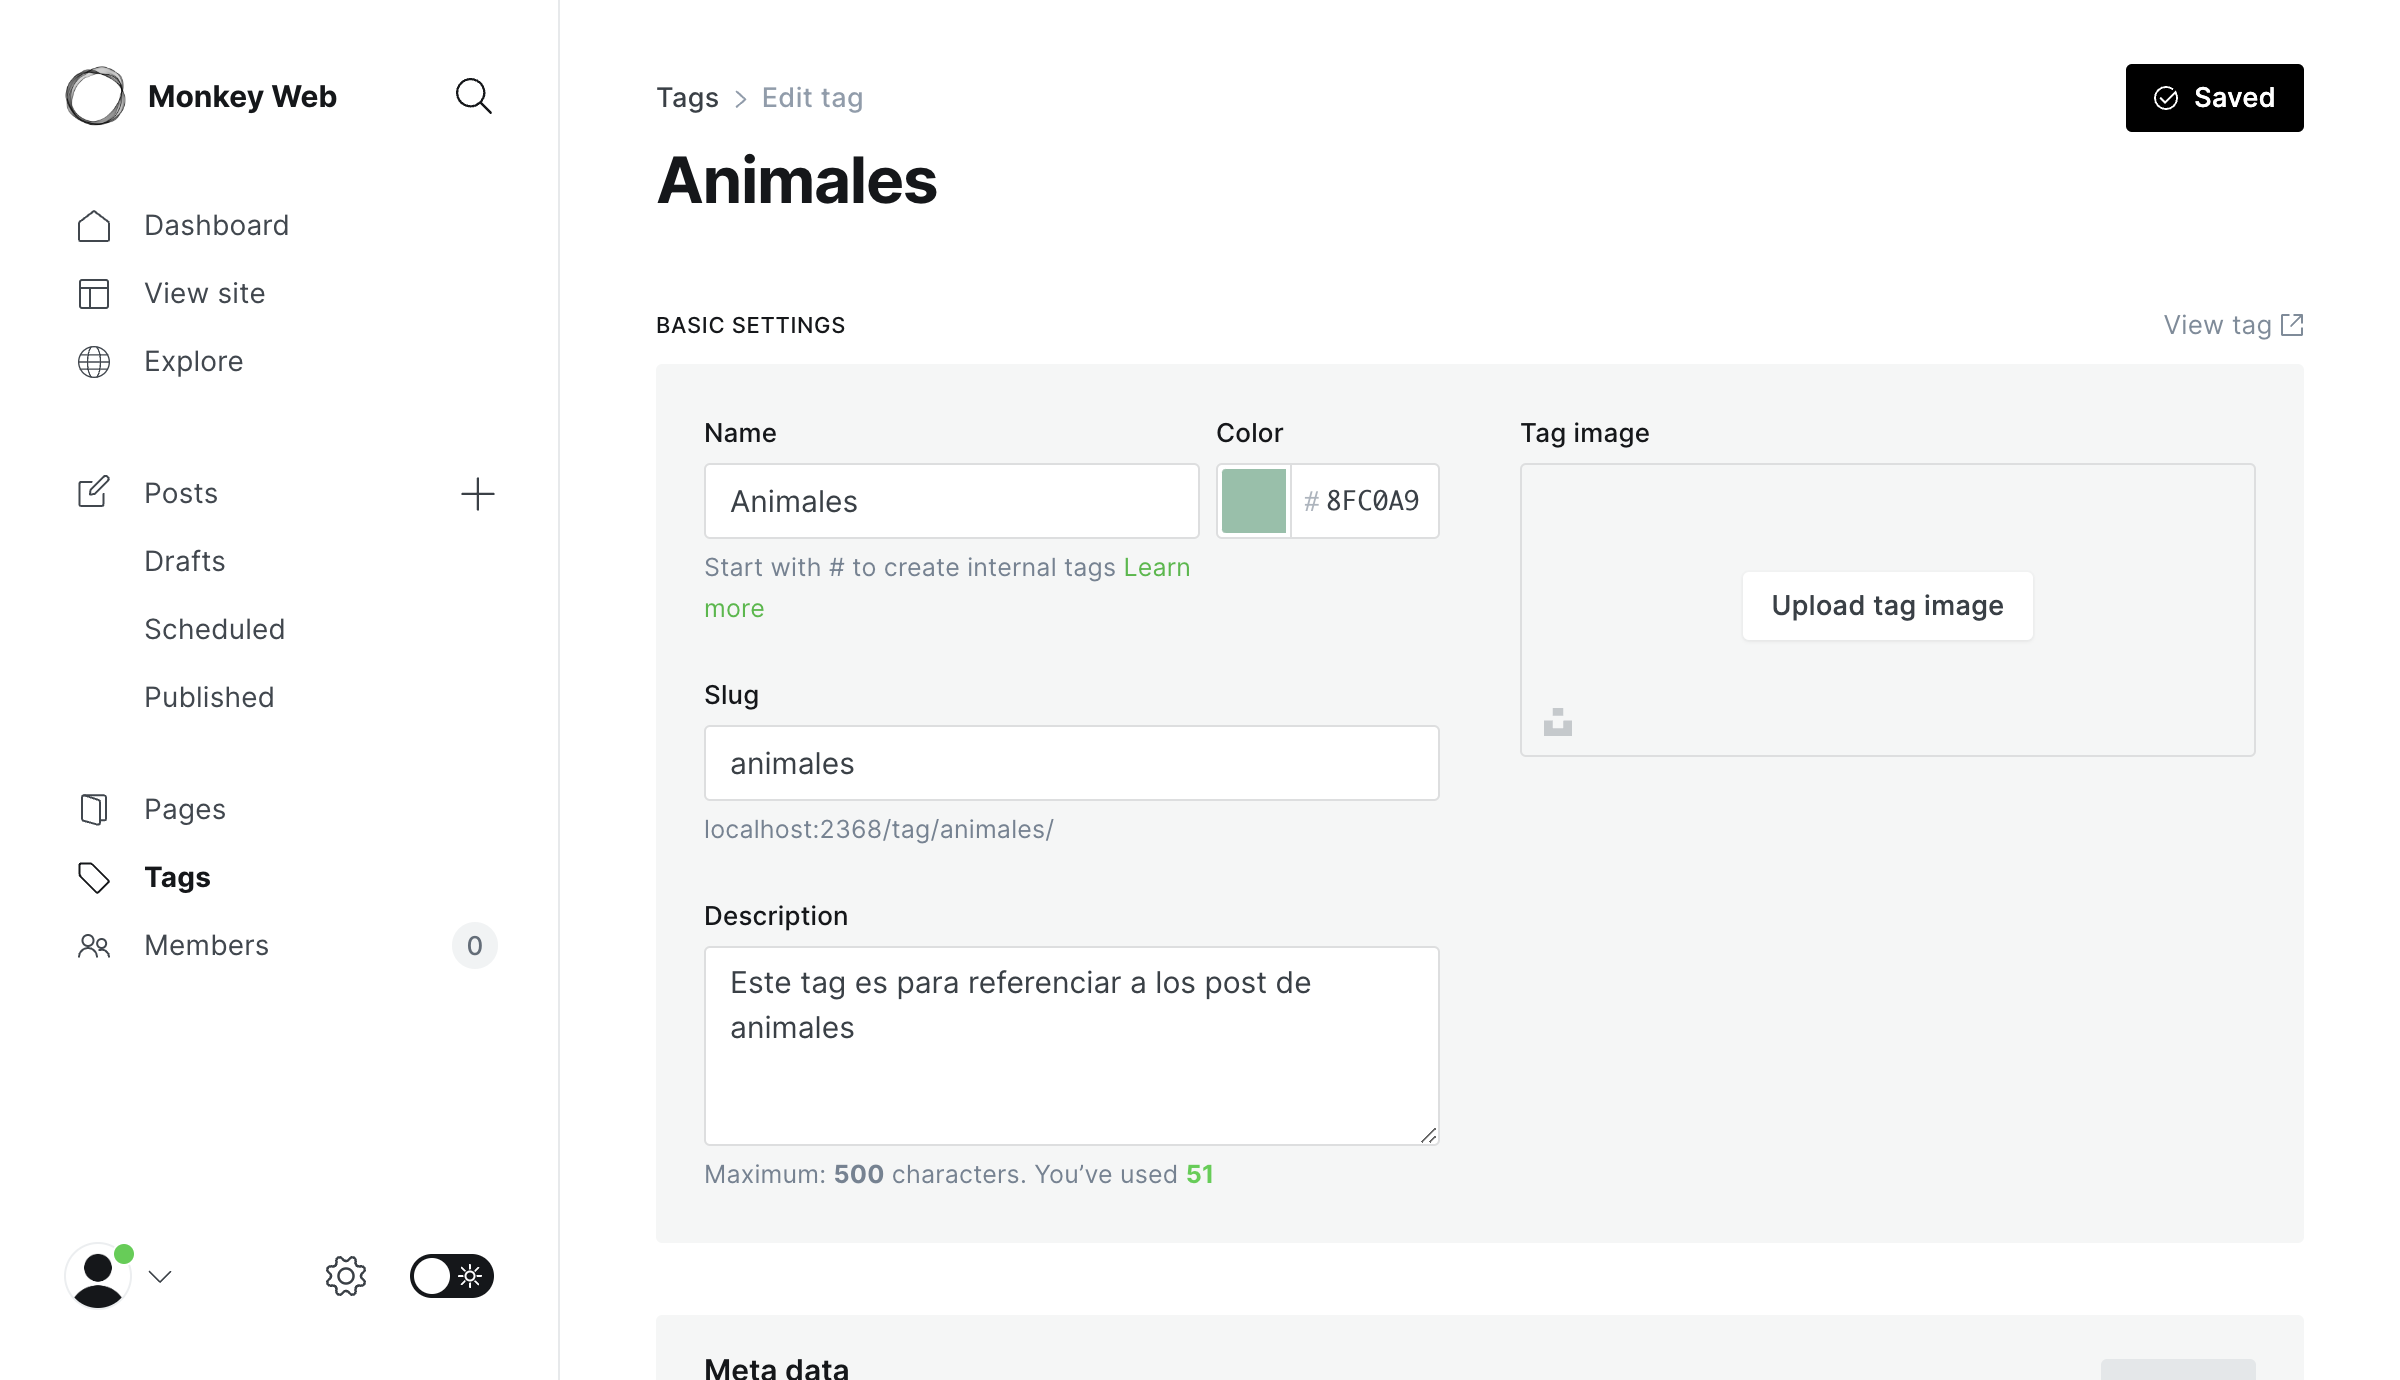 Monkey Web
Dashboard
View site
Explore
Posts
Drafts
Scheduled
Published
Pages
Tags
Members 0
Tags > Edit tag
Saved
Animales
BASIC SETTINGS
View tag
Name
Animales
Start with # to create internal tags Learn
more
Color
# 8FC0A9
Slug
animales
localhost:2368/tag/animales/
Description
Este tag es para referenciar a los post de
animales
Maximum: 500 characters. You’ve used 51
Tag image
Upload tag image
Meta data